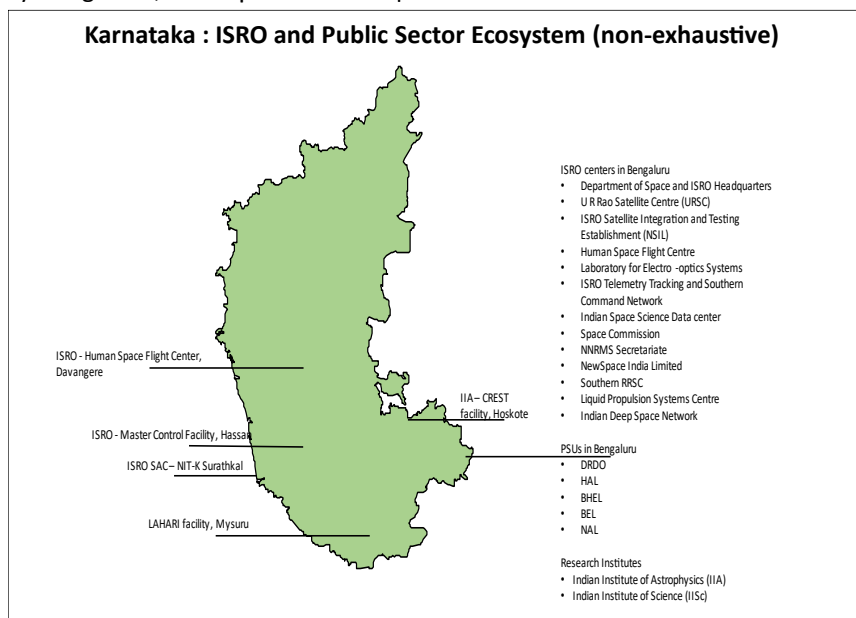 Karnataka : ISRO and Public Sector Ecosystem (non-exhaustive)
ISRO centers in Bengaluru
• Department of Space and ISRO Headquarters
• U R Rao Satellite Centre (URSC)
• ISRO Satellite Integration and Testing
Establishment (NSIL)
• Human Space Flight Centre
• Laboratory for Electro -optics Systems
• ISRO Telemetry Tracking and Southern
Command Network
• Indian Space Science Data center
• Space Commission
• NNRMS Secretariate
• NewSpace India Limited
• Southern RRSC
• Liquid Propulsion Systems Centre
• Indian Deep Space Network
ISRO - Human Space Flight Center,
Davangere
IIA – CREST
facility, Hoskote
ISRO - Master Control Facility, Hassan
ISRO SAC – NIT-K Surathkal
LAHARI facility, Mysuru
PSUs in Bengaluru
• DRDO
• HAL
• BHEL
• BEL
• NAL
Research Institutes
• Indian Institute of Astrophysics (IIA)
• Indian Institute of Science (IISc)